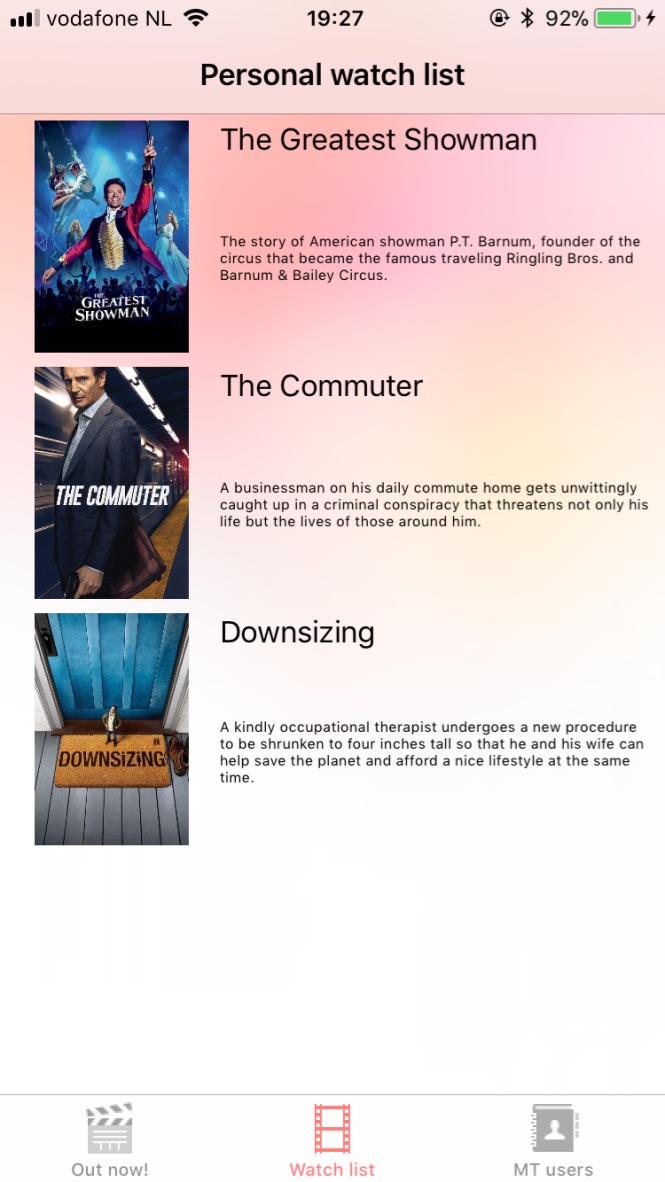 vodafone NL 19:27 92%
Personal watch list
The Greatest Showman
The story of American showman P.T. Barnum, founder of the
circus that became the famous traveling Ringling Bros. and
Barnum & Bailey Circus.
THE
GREATEST
SHOWMAN
The Commuter
A businessman on his daily commute home gets unwittingly
caught up in a criminal conspiracy that threatens not only his
life but the lives of those around him.
THE COMMUTER
Downsizing
A kindly occupational therapist undergoes a new procedure
to be shrunken to four inches tall so that he and his wife can
help save the planet and afford a nice lifestyle at the same
time.
DOWNSiZiNG
Out now!
Watch list
MT users